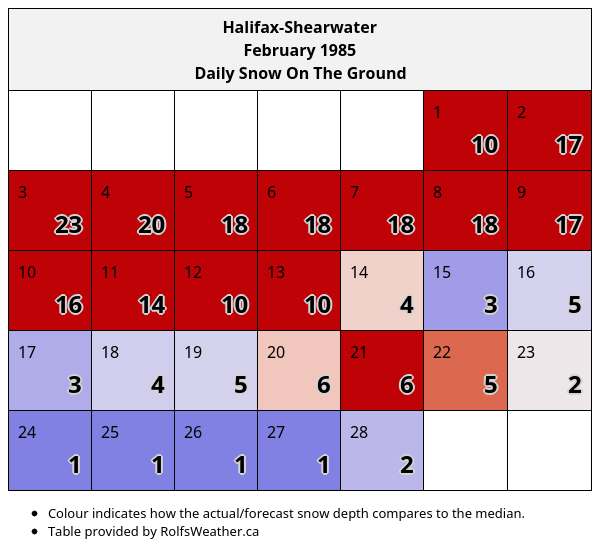 Halifax-Shearwater
February 1985
Daily Snow On The Ground
1 2
10 17
3 4 5 6 7 8 9
23 20 18 18 18 18 17
10 11 12 13 14 15 16
16 14 10 10 4 3 5
17 18 19 20 21 22 23
3 4 5 6 6 5 2
24 25 26 27 28
1 1 1 1 2
• Colour indicates how the actual/forecast snow depth compares to the median.
• Table provided by RolfsWeather.ca